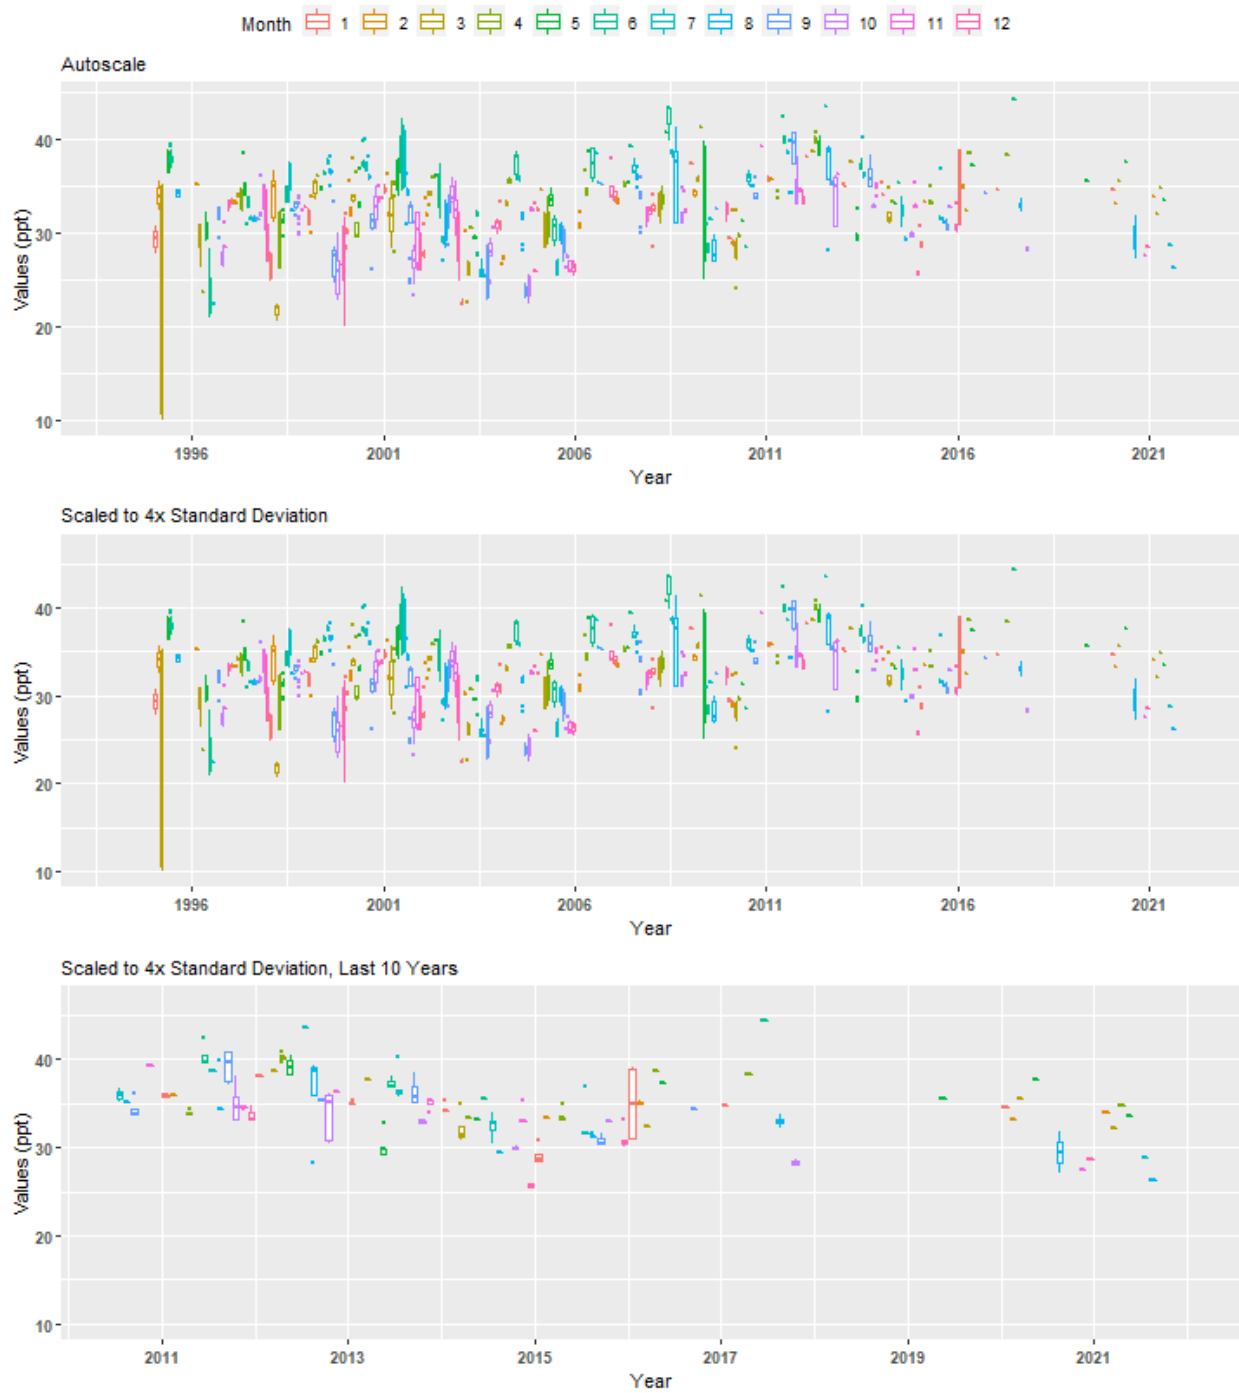 Month 1 2 3 4 5 6 7 8 9 10 11 12
Autoscale
40
30
20
10
Values (ppt)
1996 2001 2006 2011 2016 2021
Year
Scaled to 4x Standard Deviation
40
30
20
10
Values (ppt)
1996 2001 2006 2011 2016 2021
Year
Scaled to 4x Standard Deviation, Last 10 Years
40
30
20
10
Values (ppt)
2011 2013 2015 2017 2019 2021
Year